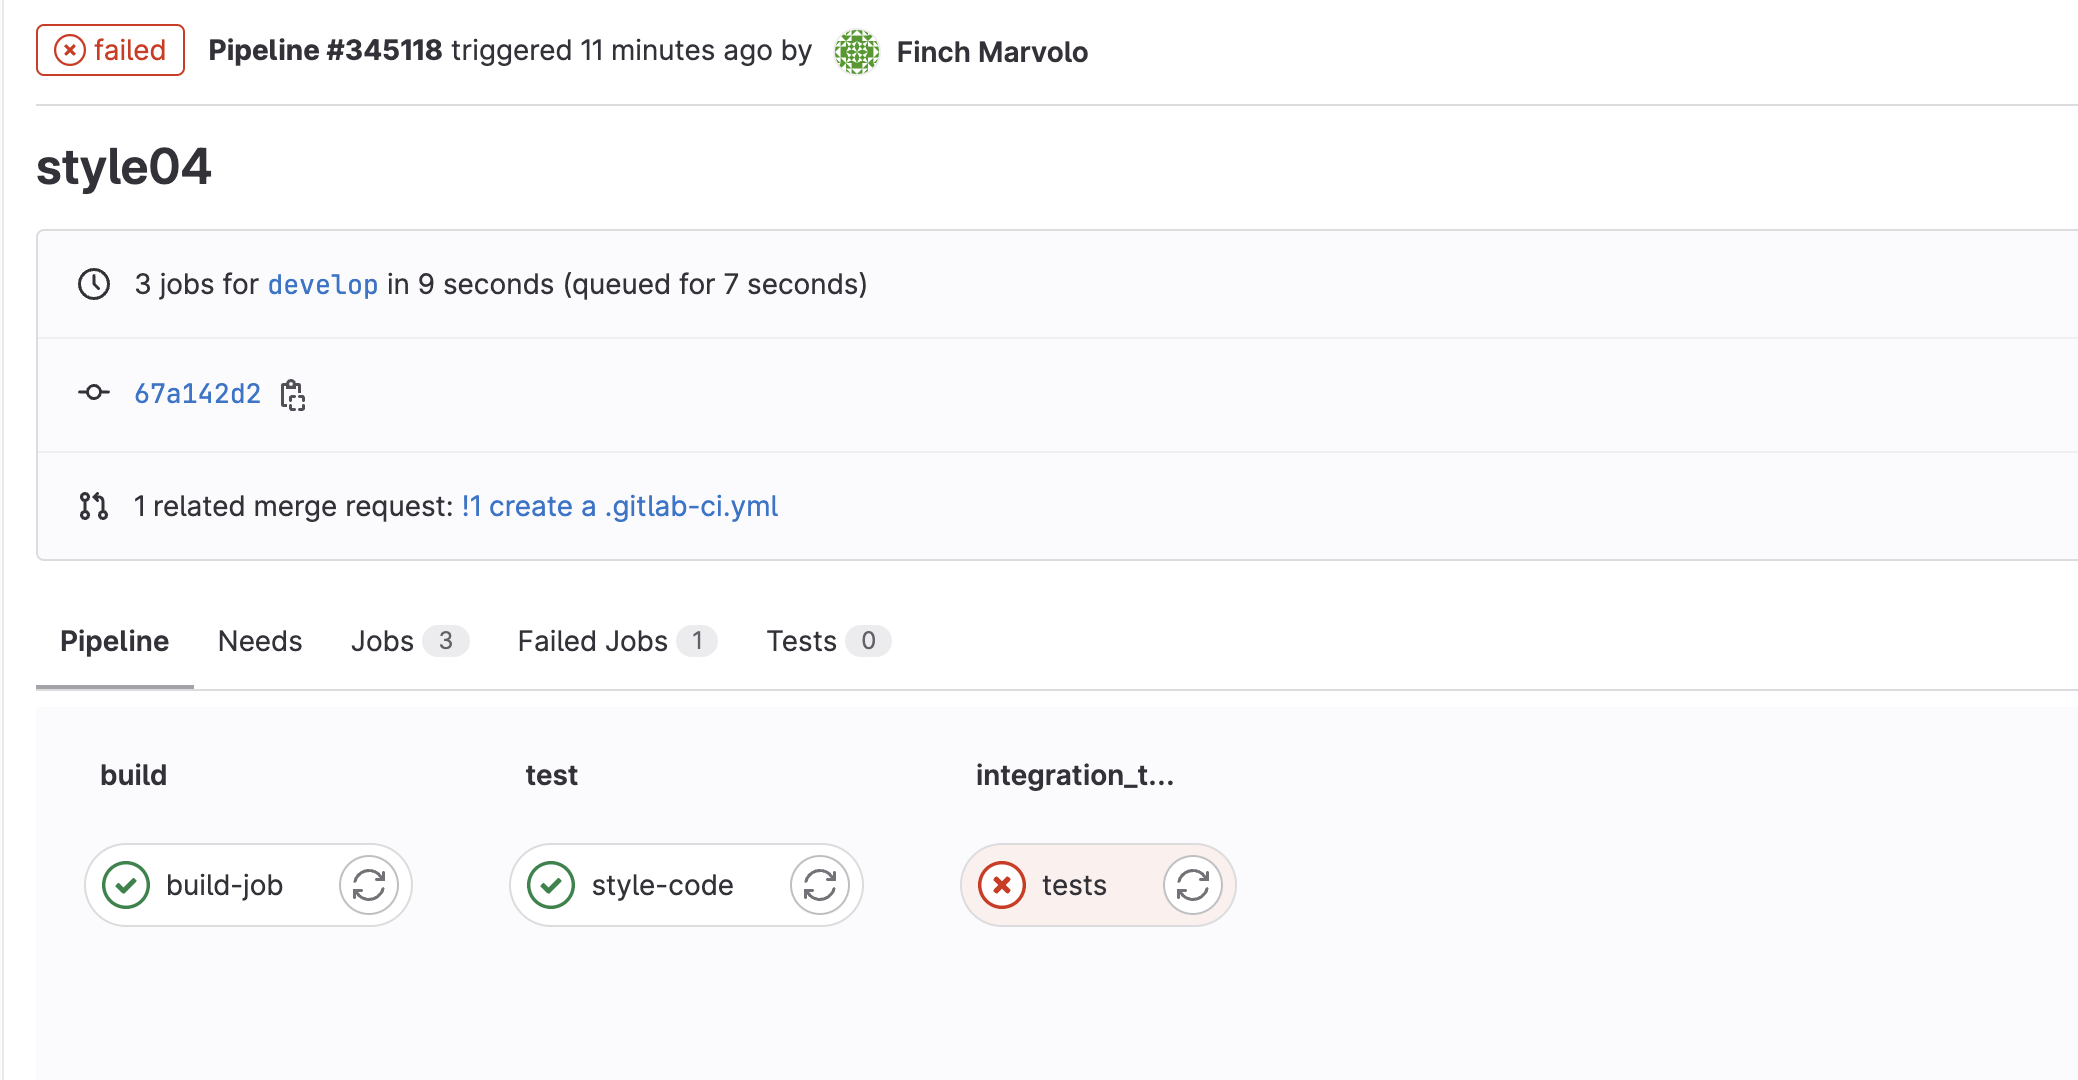 failed Pipeline #345118 triggered 11 minutes ago by Finch Marvolo
style04
3 jobs for develop in 9 seconds (queued for 7 seconds)
67a142d2
1 related merge request: !1 create a .gitlab-ci.yml
Pipeline Needs Jobs 3 Failed Jobs 1 Tests 0
build test integration_t...
build-job style-code tests